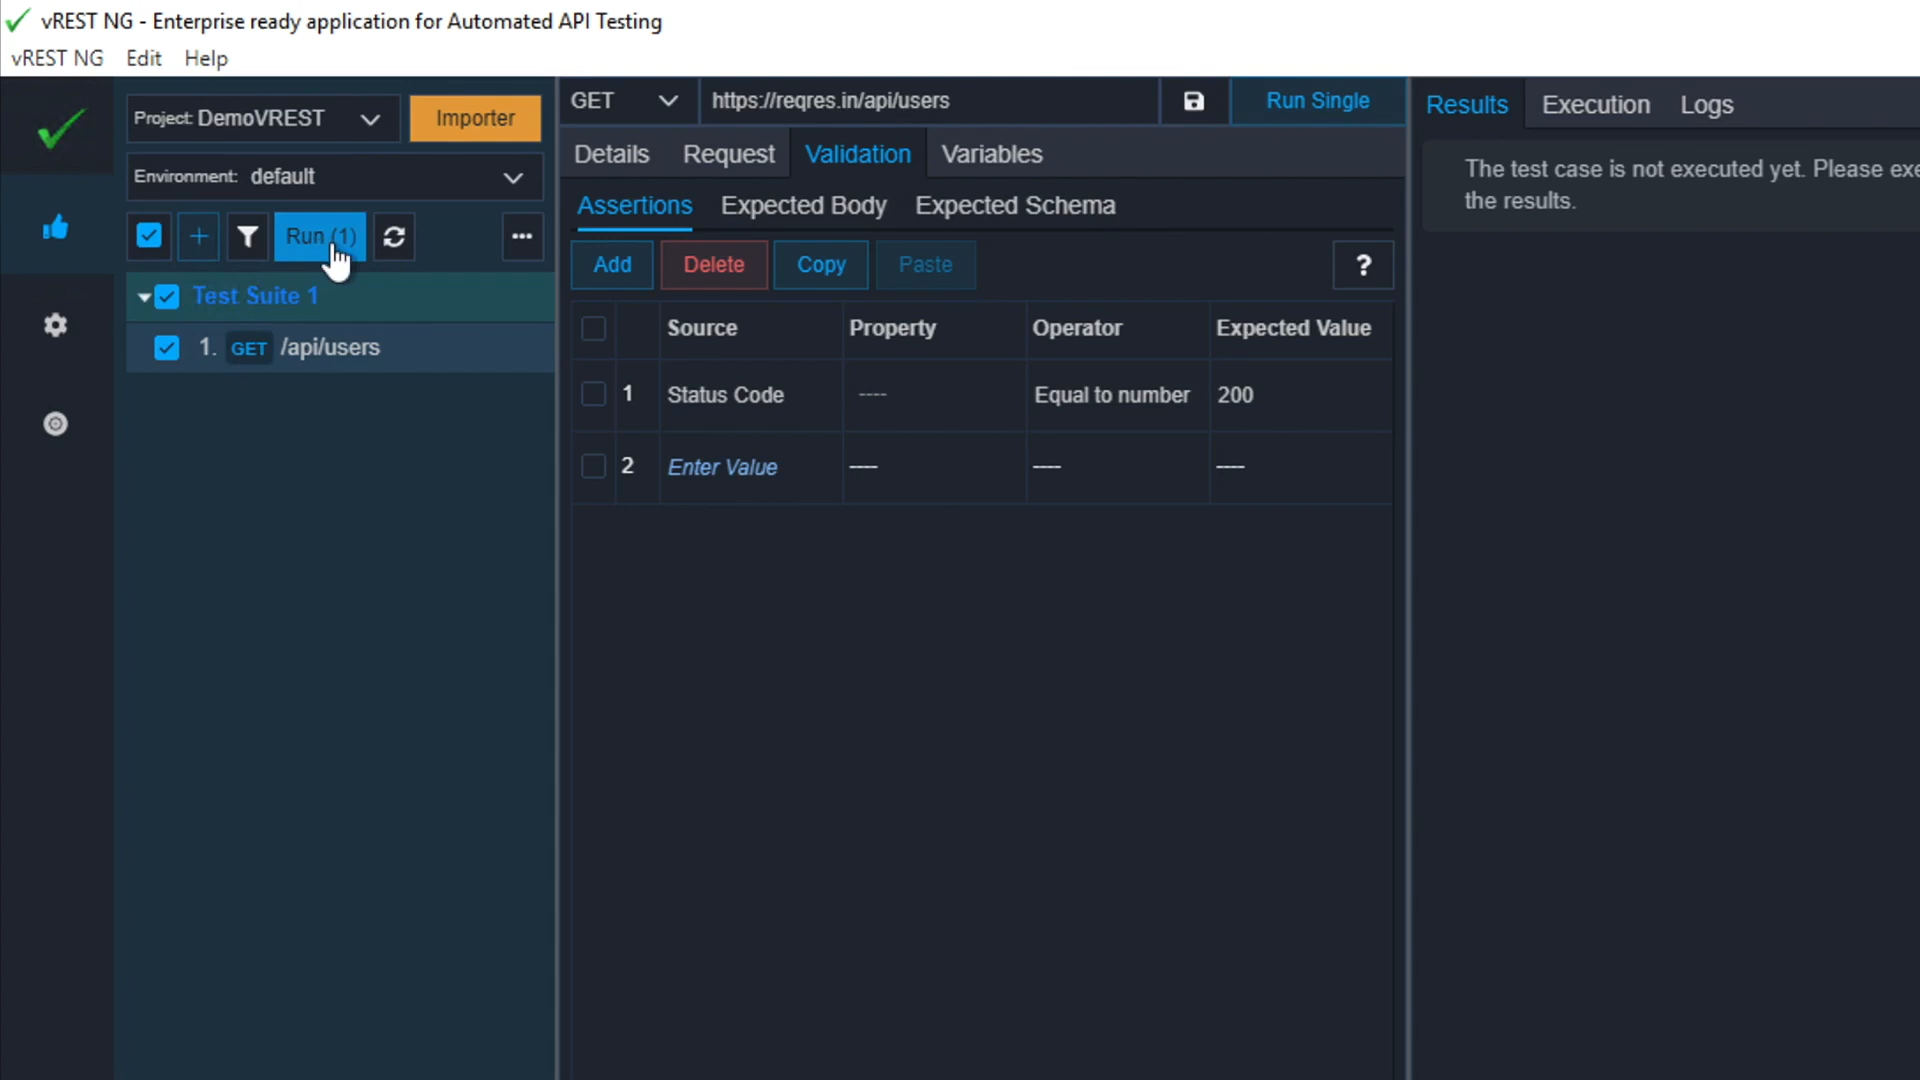 vREST NG - Enterprise ready application for Automated API Testing
vREST NG Edit Help
Project: DemoVREST Importer
Environment: default
Run (1)
Test Suite 1
1. GET /api/users
GET https://reqres.in/api/users Run Single
Details Request Validation Variables
Assertions Expected Body Expected Schema
Add Delete Copy Paste ?
Source Property Operator Expected Value
1 Status Code ---- Equal to number 200
2 Enter Value ---- ---- ----
Results Execution Logs
The test case is not executed yet. Please exe
the results.